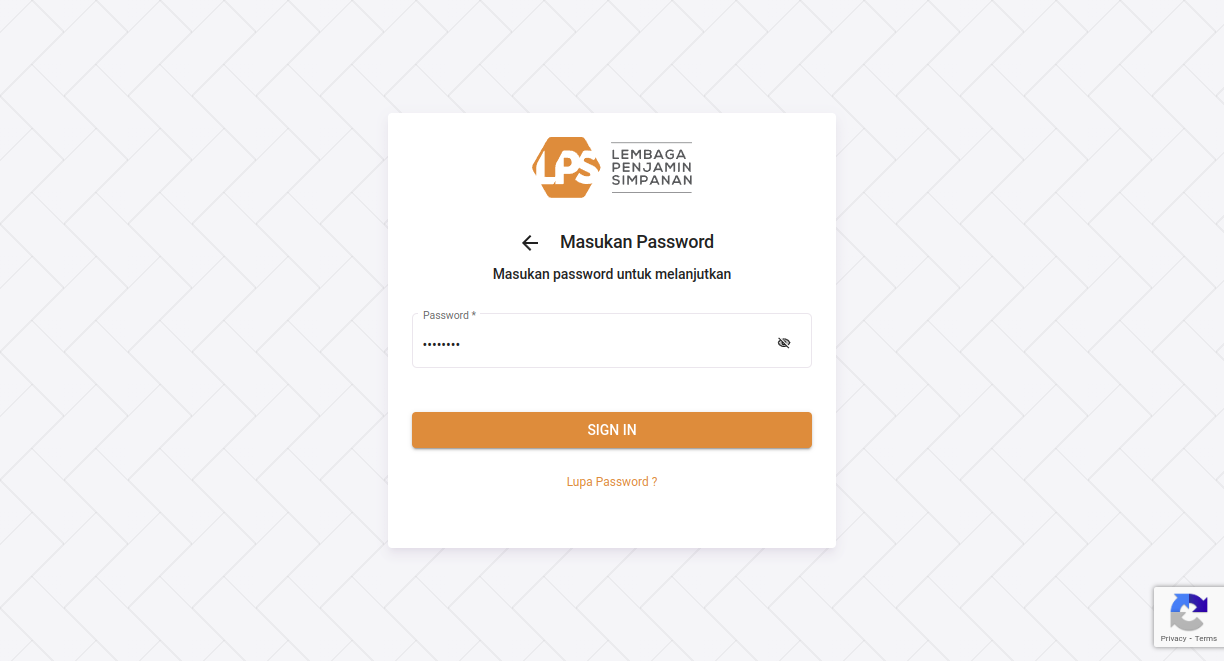 LPS
LEMBAGA
PENJAMIN
SIMPANAN
Masukan Password
Masukan password untuk melanjutkan
Password *
••••••••
SIGN IN
Lupa Password ?
Privacy - Terms